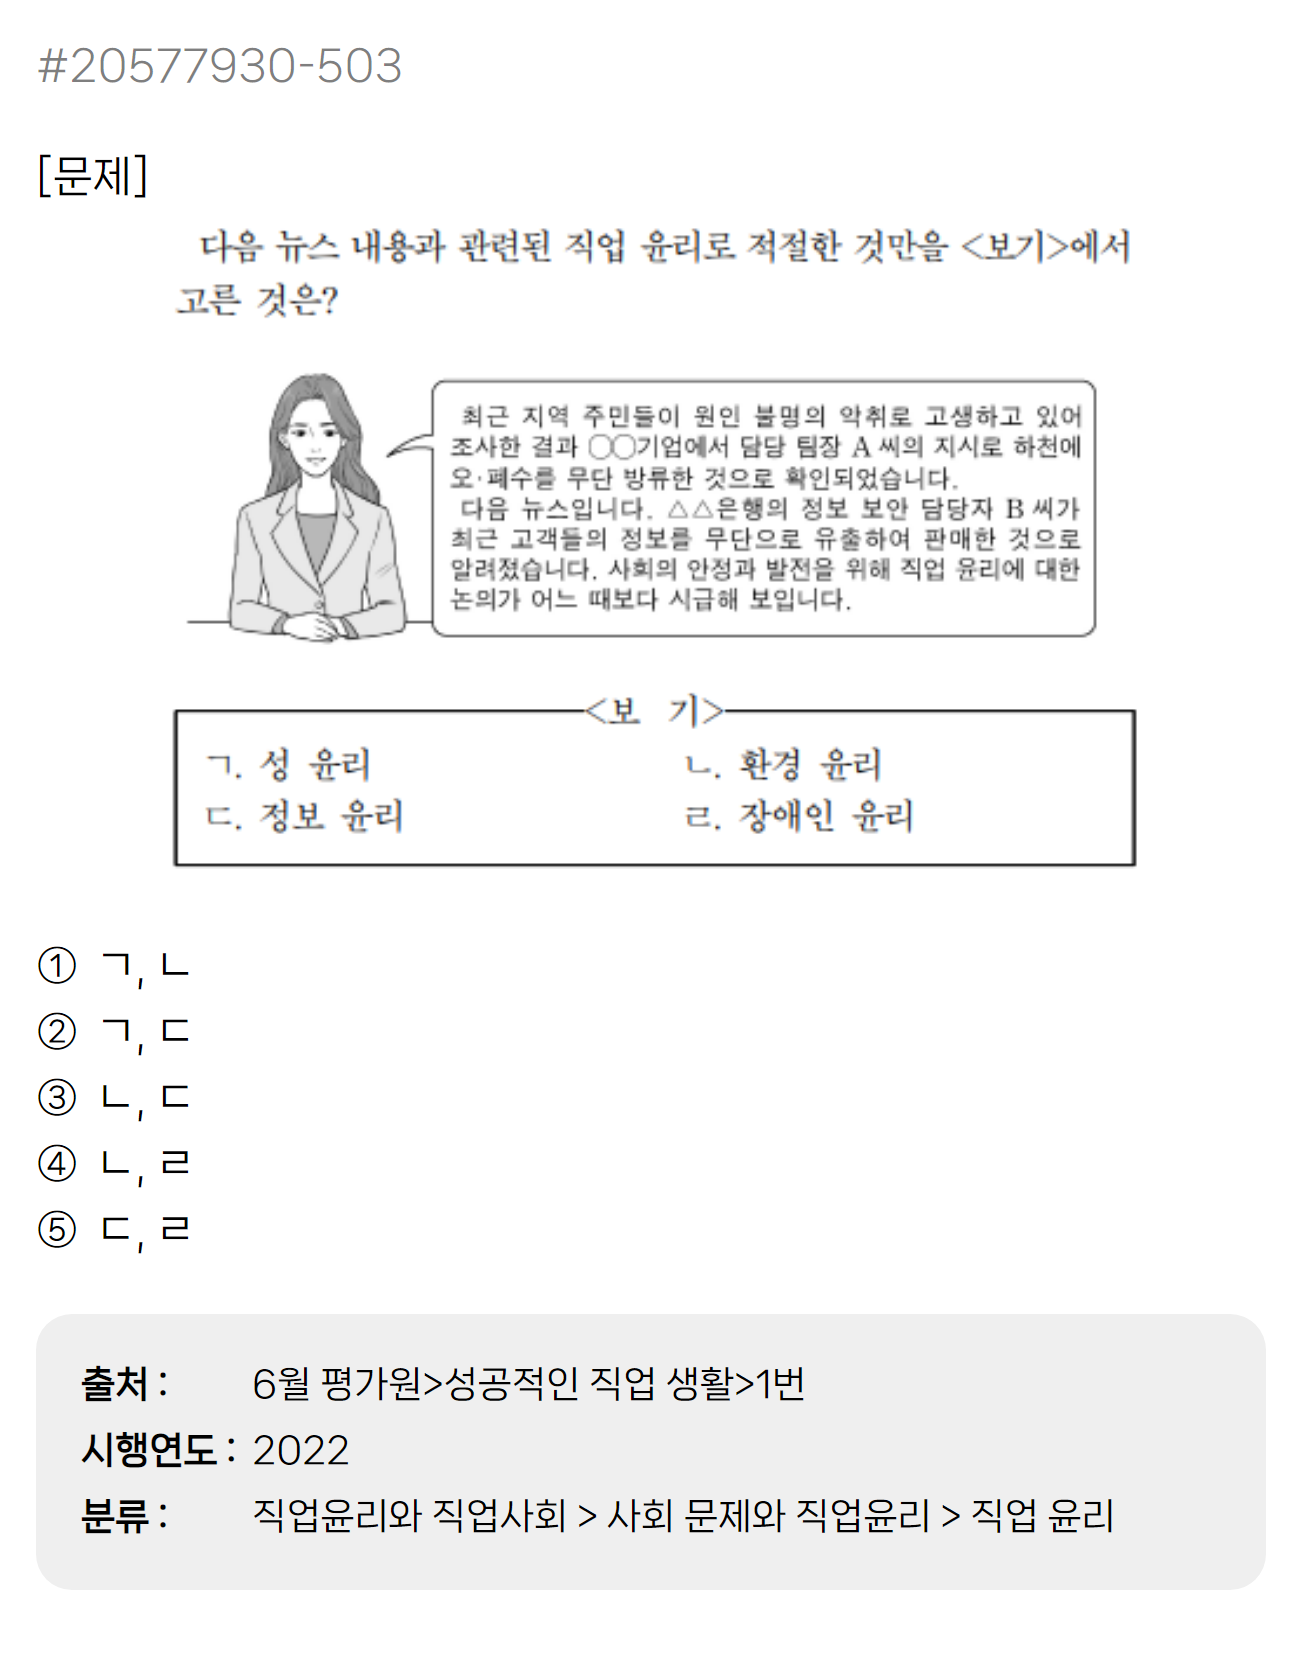 #20577930-503
[문제]
다음 뉴스 내용과 관련된 직업 윤리로 적절한 것만을 <보기>에서
고른 것은?
최근 지역 주민들이 원인 불명의 악취로 고생하고 있어
조사한 결과 ○○기업에서 담당 팀장 A 씨의 지시로 하천에
오·폐수를 무단 방류한 것으로 확인되었습니다.
다음 뉴스입니다. △△은행의 정보 보안 담당자 B 씨가
최근 고객들의 정보를 무단으로 유출하여 판매한 것으로
알려졌습니다. 사회의 안정과 발전을 위해 직업 윤리에 대한
논의가 어느 때보다 시급해 보입니다.
<보 기>
ㄱ. 성 윤리 ㄴ. 환경 윤리
ㄷ. 정보 윤리 ㄹ. 장애인 윤리
① ㄱ, ㄴ
② ㄱ, ㄷ
③ ㄴ, ㄷ
④ ㄴ, ㄹ
⑤ ㄷ, ㄹ
출처 : 6월 평가원>성공적인 직업 생활>1번
시행연도 : 2022
분류 : 직업윤리와 직업사회 > 사회 문제와 직업윤리 > 직업 윤리